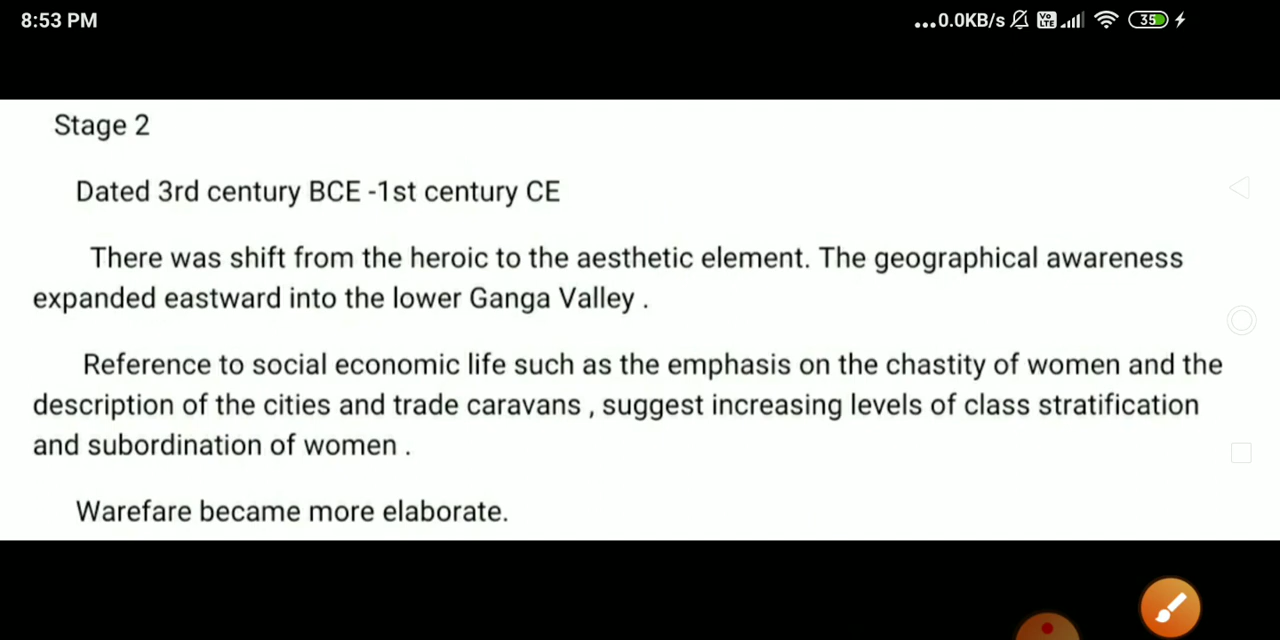 8:53 PM
...0.0KB/s Vo LTE 35
Stage 2
Dated 3rd century BCE -1st century CE
There was shift from the heroic to the aesthetic element. The geographical awareness
expanded eastward into the lower Ganga Valley .
Reference to social economic life such as the emphasis on the chastity of women and the
description of the cities and trade caravans , suggest increasing levels of class stratification
and subordination of women .
Warefare became more elaborate.